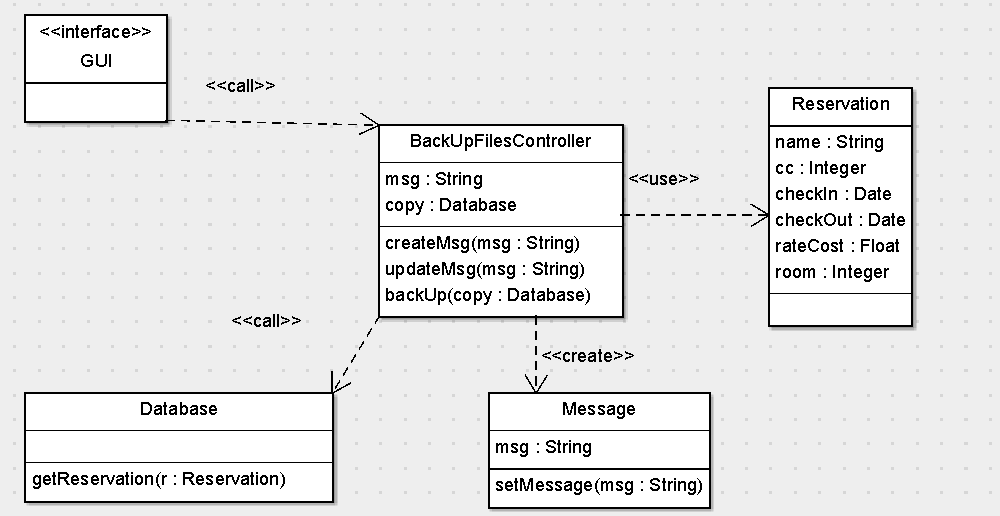 <<interface>>
GUI
<<call>>
BackUpFilesController
msg : String
copy : Database
createMsg(msg : String)
updateMsg(msg : String)
backUp(copy : Database)
<<use>>
Reservation
name : String
cc : Integer
checkIn : Date
checkOut : Date
rateCost : Float
room : Integer
<<call>>
<<create>>
Database
getReservation(r : Reservation)
Message
msg : String
setMessage(msg : String)